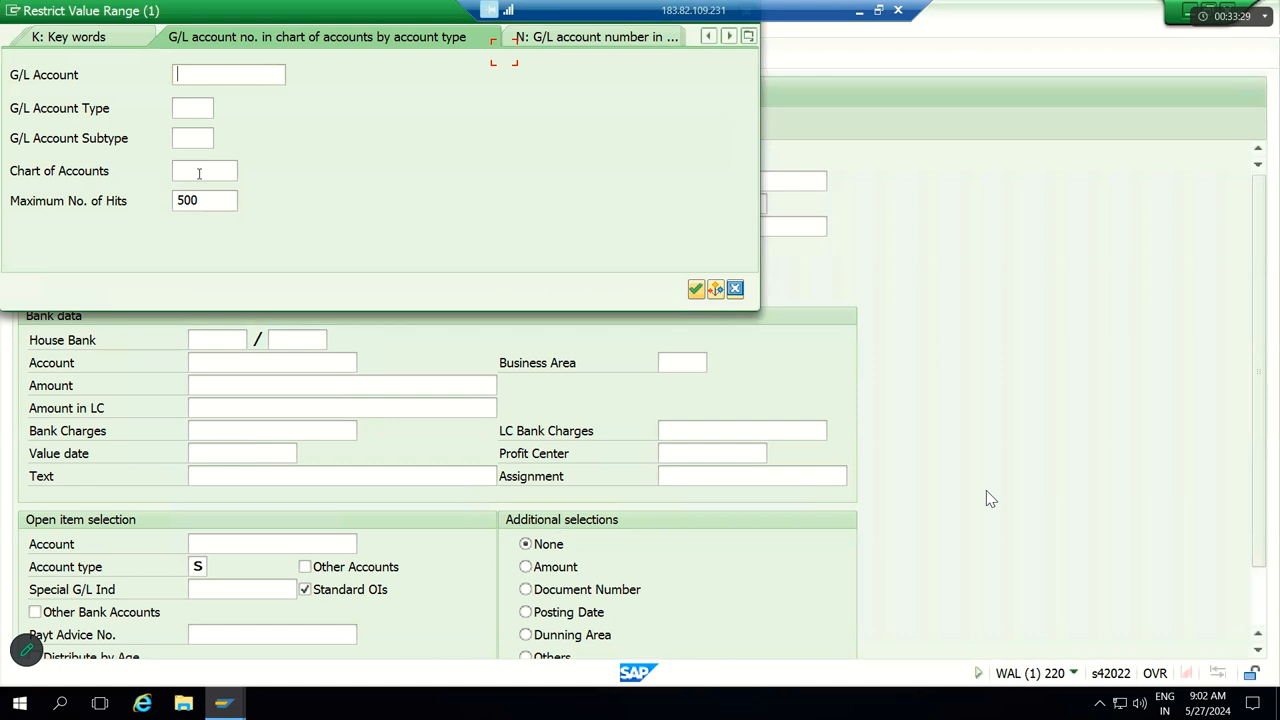 Restrict Value Range (1)
183.82.109.231
00:33:29
K: Key words
G/L account no. in chart of accounts by account type
N: G/L account number in ...
G/L Account
G/L Account Type
G/L Account Subtype
Chart of Accounts
Maximum No. of Hits 500
Bank data
House Bank /
Account Business Area
Amount
Amount in LC
Bank Charges LC Bank Charges
Value date Profit Center
Text Assignment
Open item selection Additional selections
Account None
Account type S Other Accounts Amount
Special G/L Ind Standard OIs Document Number
Other Bank Accounts Posting Date
Payt Advice No. Dunning Area
Distribute by Age Others
SAP
WAL (1) 220 s42022 OVR
ENG 9:02 AM
IN 5/27/2024